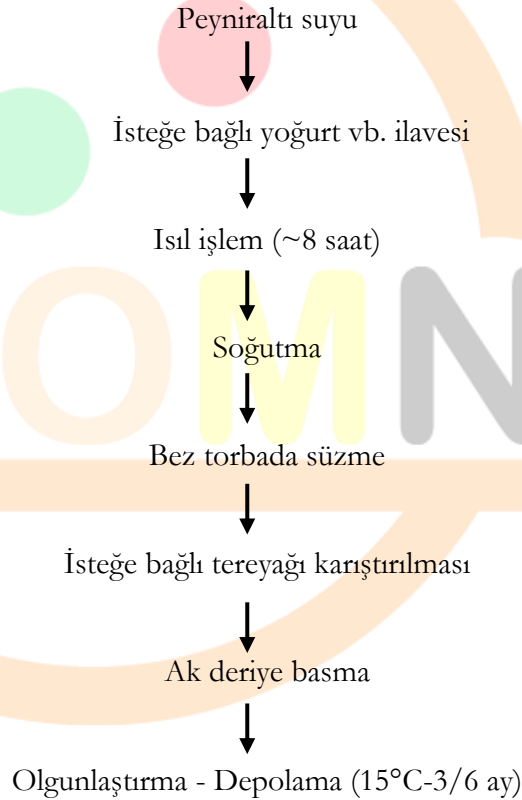 Peyniraltı suyu
İsteğe bağlı yoğurt vb. ilavesi
Isıl işlem (~8 saat)
Soğutma
OMN
Bez torbada süzme
İsteğe bağlı tereyağı karıştırılması
Ak deriye basma
Olgunlaştırma - Depolama (15°C-3/6 ay)